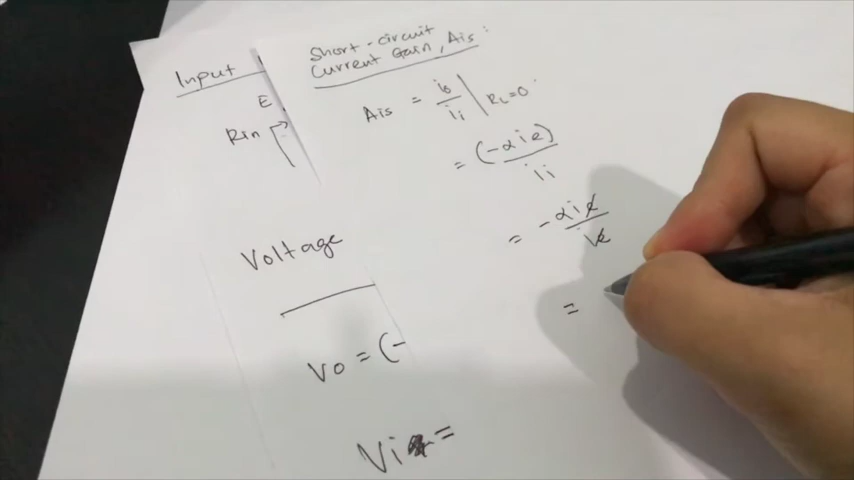 Short-circuit
Current Gain, Ais:
Ais = io/ii | RL=0
= (-αie)/ii
= -αie/ie
=
Input
E
Rin
Voltage
Vo = (-
Vi =